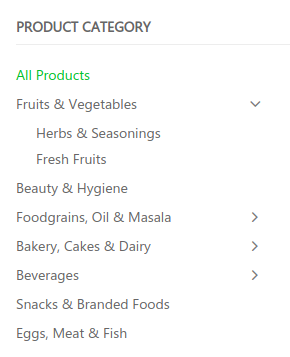 PRODUCT CATEGORY
All Products
Fruits & Vegetables
Herbs & Seasonings
Fresh Fruits
Beauty & Hygiene
Foodgrains, Oil & Masala
Bakery, Cakes & Dairy
Beverages
Snacks & Branded Foods
Eggs, Meat & Fish